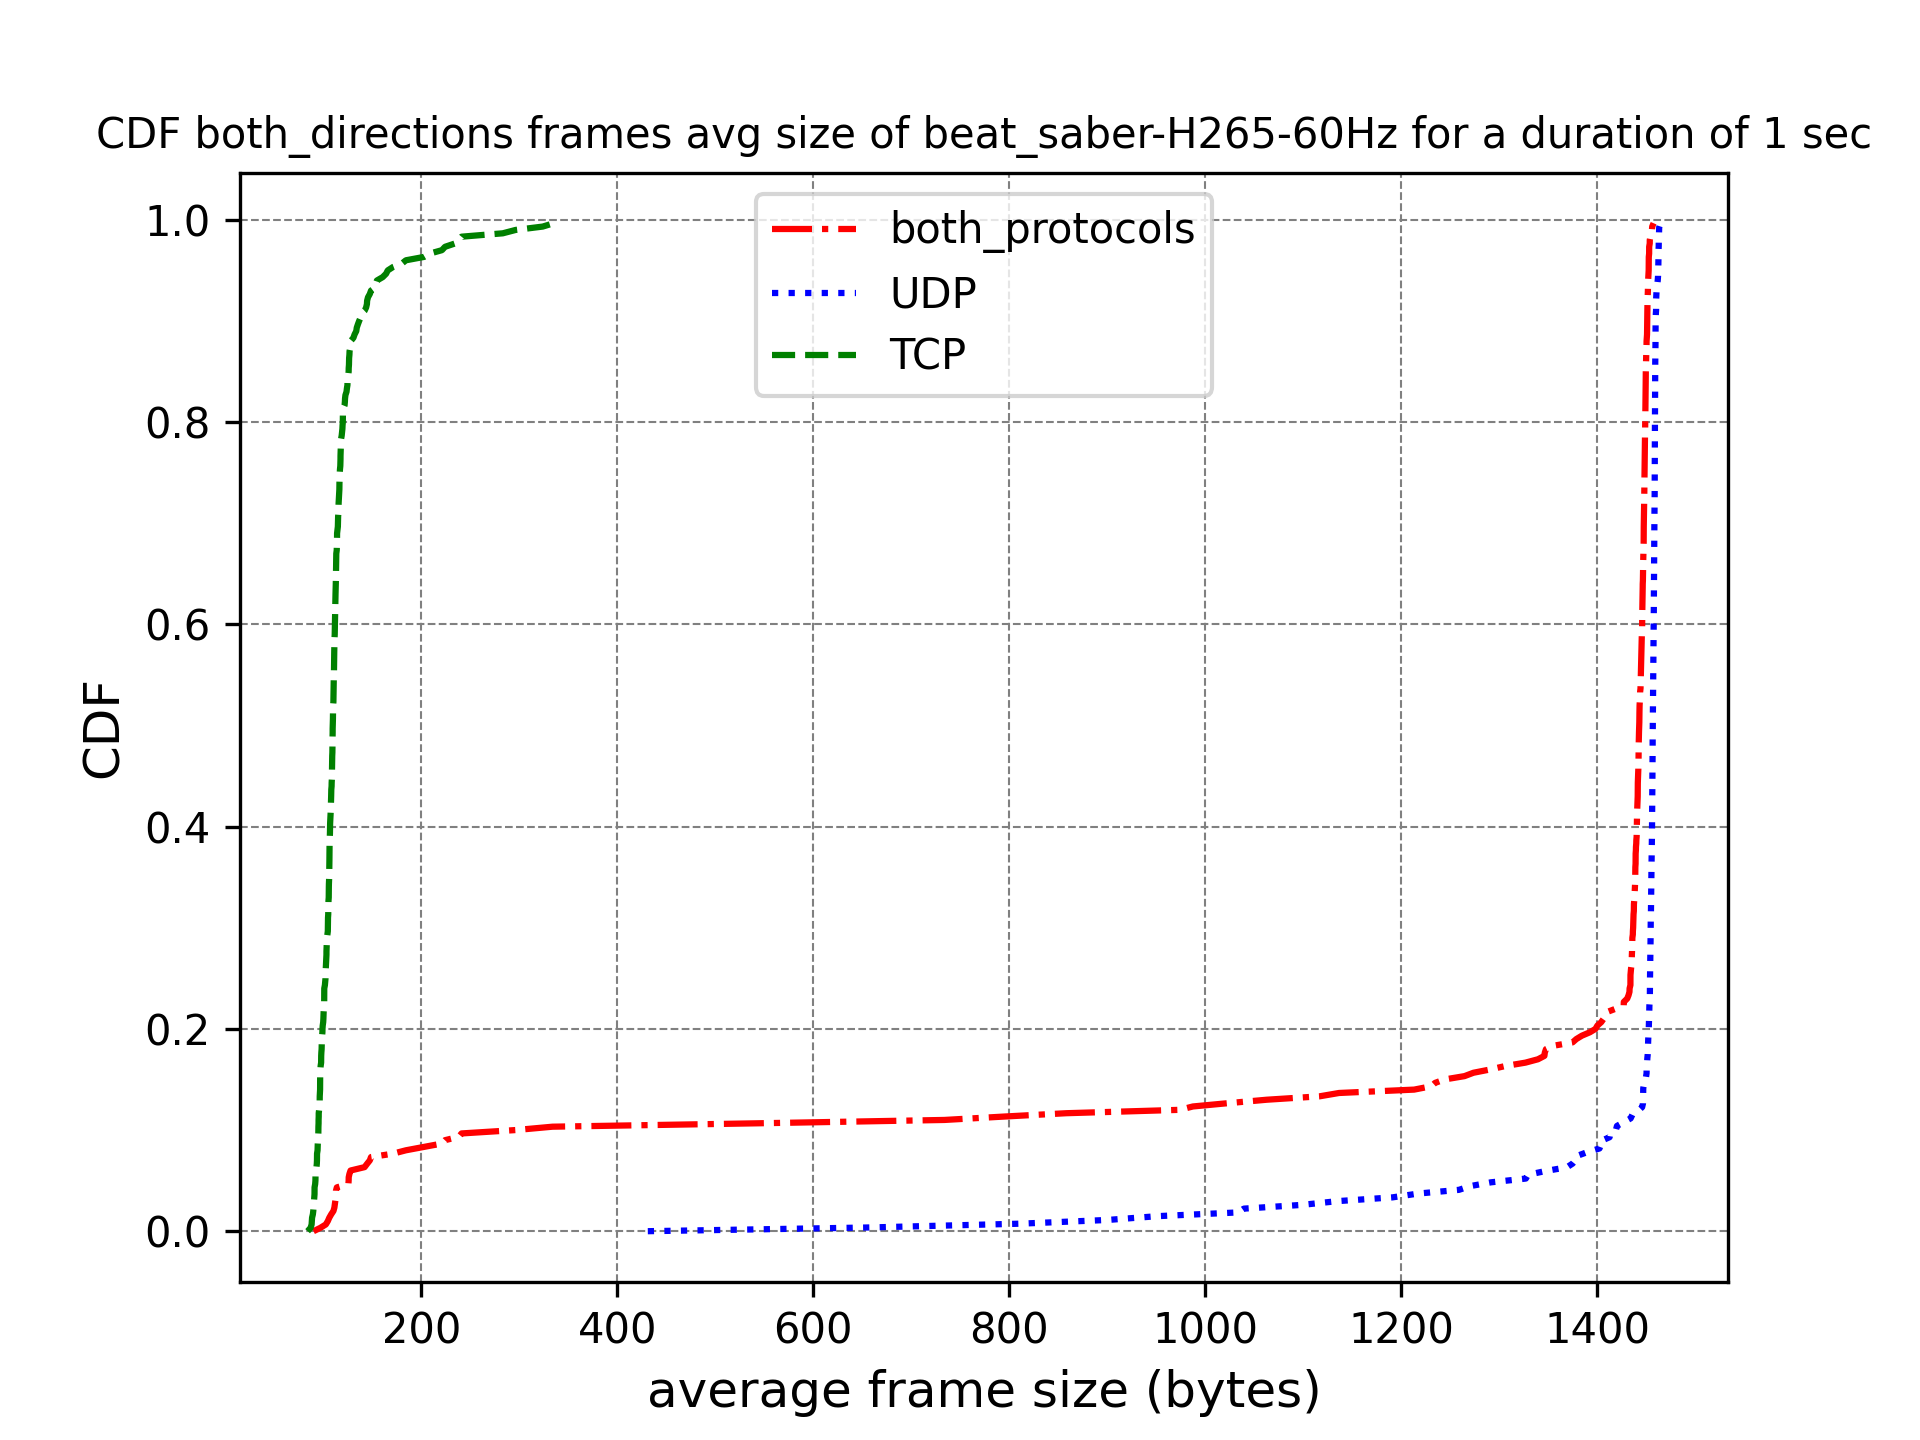 CDF both_directions frames avg size of beat_saber-H265-60Hz for a duration of 1 sec
both_protocols
UDP
TCP
CDF
1.0
0.8
0.6
0.4
0.2
0.0
200 400 600 800 1000 1200 1400
average frame size (bytes)